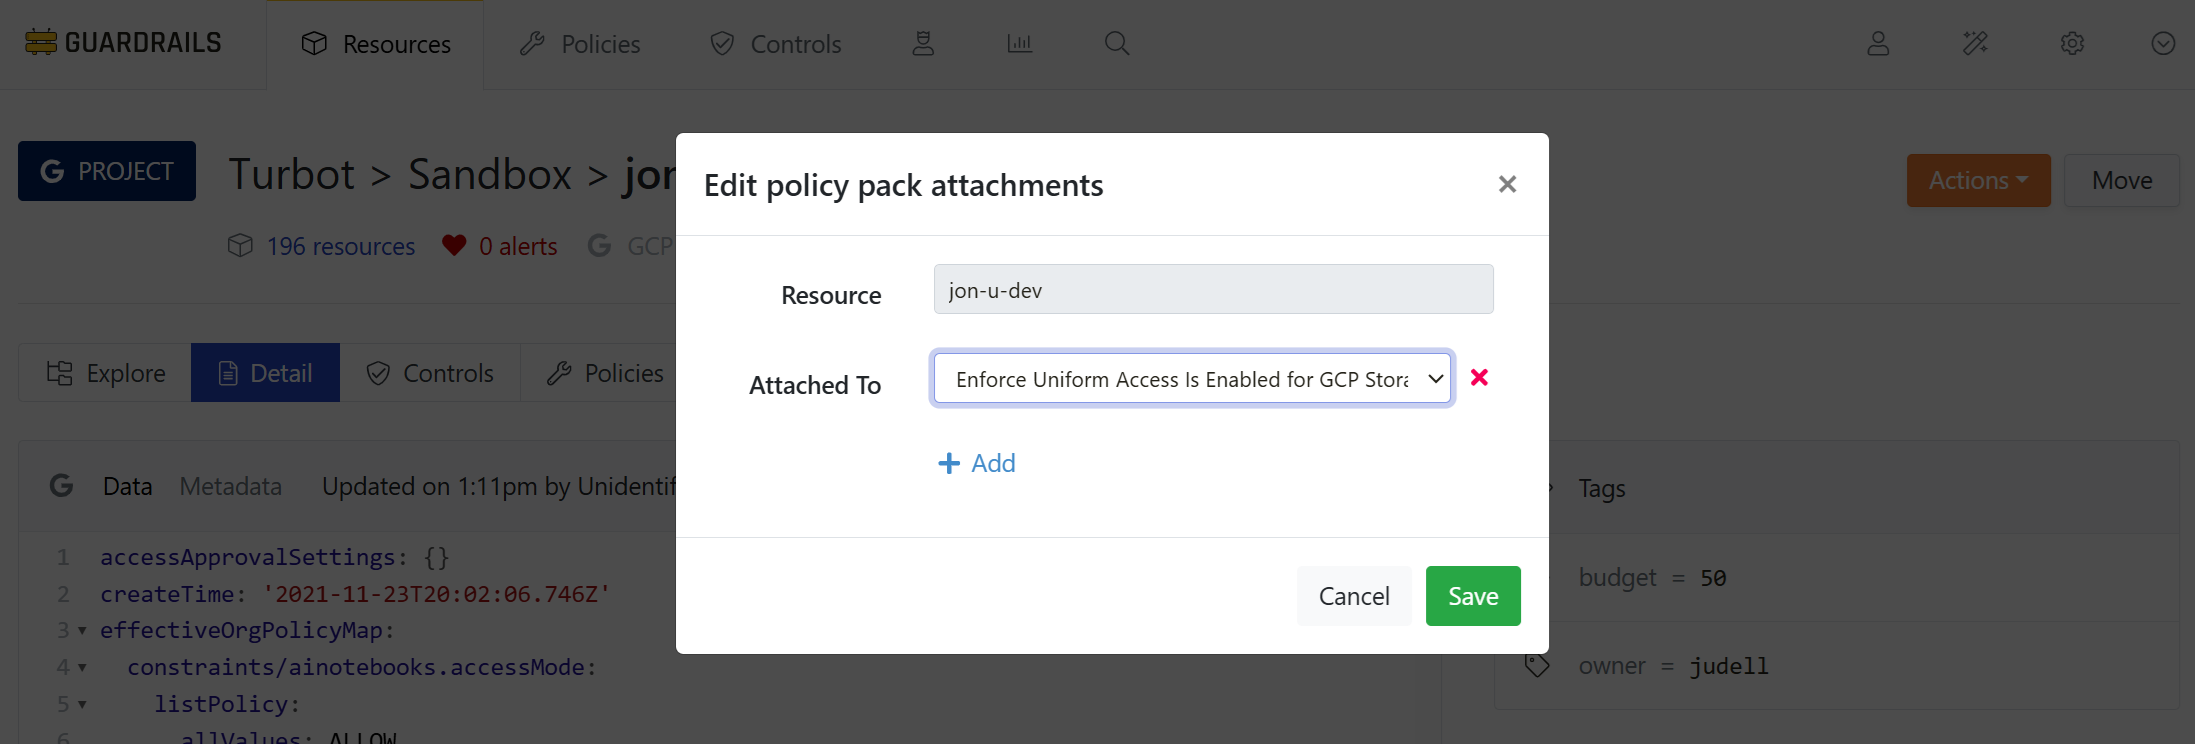 GUARDRAILS
Resources
Policies
Controls
PROJECT
Turbot > Sandbox > jon
Actions
Move
196 resources
0 alerts
GCP
Edit policy pack attachments
Resource
jon-u-dev
Attached To
Enforce Uniform Access Is Enabled for GCP Stora
Add
Cancel
Save
Explore
Detail
Controls
Policies
Data
Metadata
Updated on 1:11pm by Unidentif
1 accessApprovalSettings: {}
2 createTime: '2021-11-23T20:02:06.746Z'
3 effectiveOrgPolicyMap:
4 constraints/ainotebooks.accessMode:
5 listPolicy:
6 allValues: ALLOW
Tags
budget = 50
owner = judell